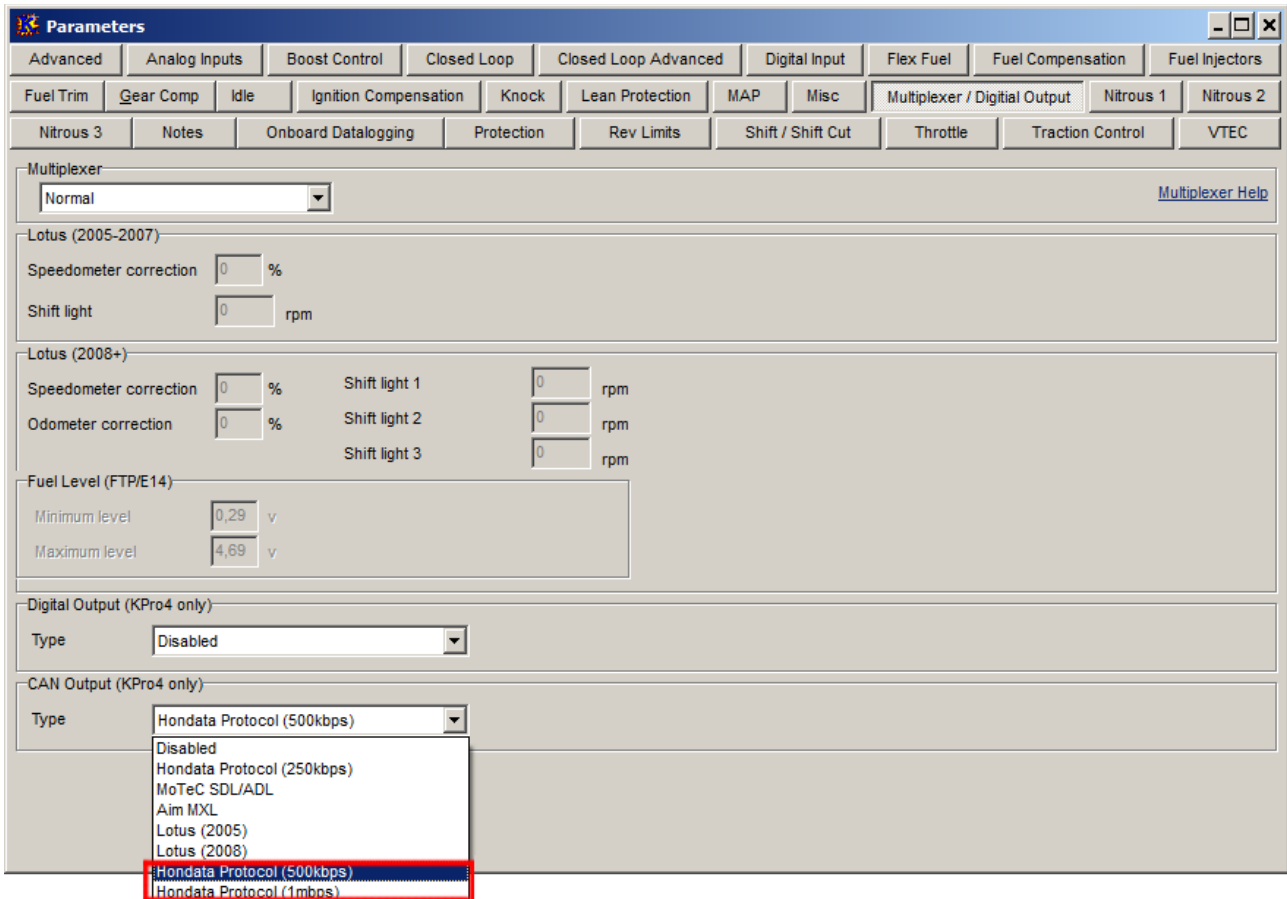 Parameters
Advanced Analog Inputs Boost Control Closed Loop Closed Loop Advanced Digital Input Flex Fuel Fuel Compensation Fuel Injectors
Fuel Trim Gear Comp Idle Ignition Compensation Knock Lean Protection MAP Misc Multiplexer / Digitial Output Nitrous 1 Nitrous 2
Nitrous 3 Notes Onboard Datalogging Protection Rev Limits Shift / Shift Cut Throttle Traction Control VTEC
Multiplexer
Normal Multiplexer Help
Lotus (2005-2007)
Speedometer correction 0 %
Shift light 0 rpm
Lotus (2008+)
Speedometer correction 0 % Shift light 1 0 rpm
Odometer correction 0 % Shift light 2 0 rpm
Shift light 3 0 rpm
Fuel Level (FTP/E14)
Minimum level 0,29 v
Maximum level 4,69 v
Digital Output (KPro4 only)
Type Disabled
CAN Output (KPro4 only)
Type Hondata Protocol (500kbps)
Disabled
Hondata Protocol (250kbps)
MoTeC SDL/ADL
Aim MXL
Lotus (2005)
Lotus (2008)
Hondata Protocol (500kbps)
Hondata Protocol (1mbps)